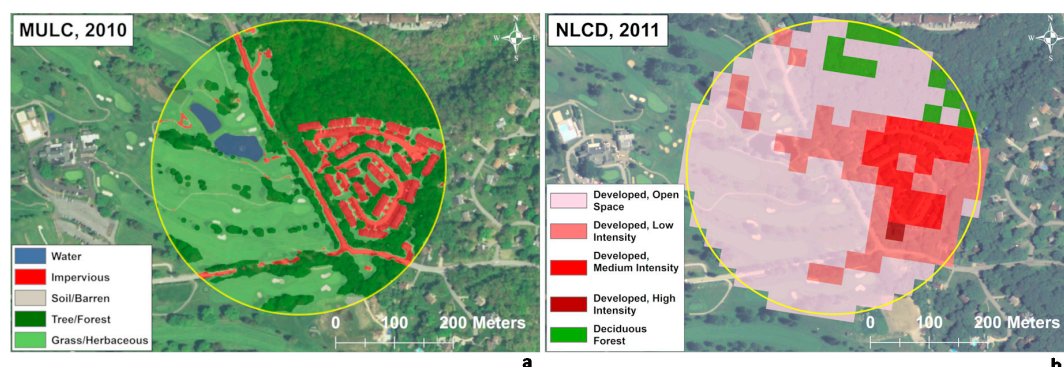 MULC, 2010
N
W E
S
Water
Impervious
Soil/Barren
Tree/Forest
Grass/Herbaceous
0 100 200 Meters
a
NLCD, 2011
N
W E
S
Developed, Open
Space
Developed, Low
Intensity
Developed,
Medium Intensity
Developed, High
Intensity
Deciduous
Forest
0 100 200 Meters
b